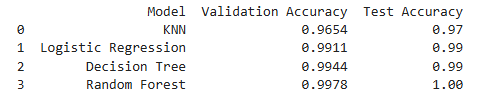 Model Validation Accuracy Test Accuracy
0 KNN 0.9654 0.97
1 Logistic Regression 0.9911 0.99
2 Decision Tree 0.9944 0.99
3 Random Forest 0.9978 1.00